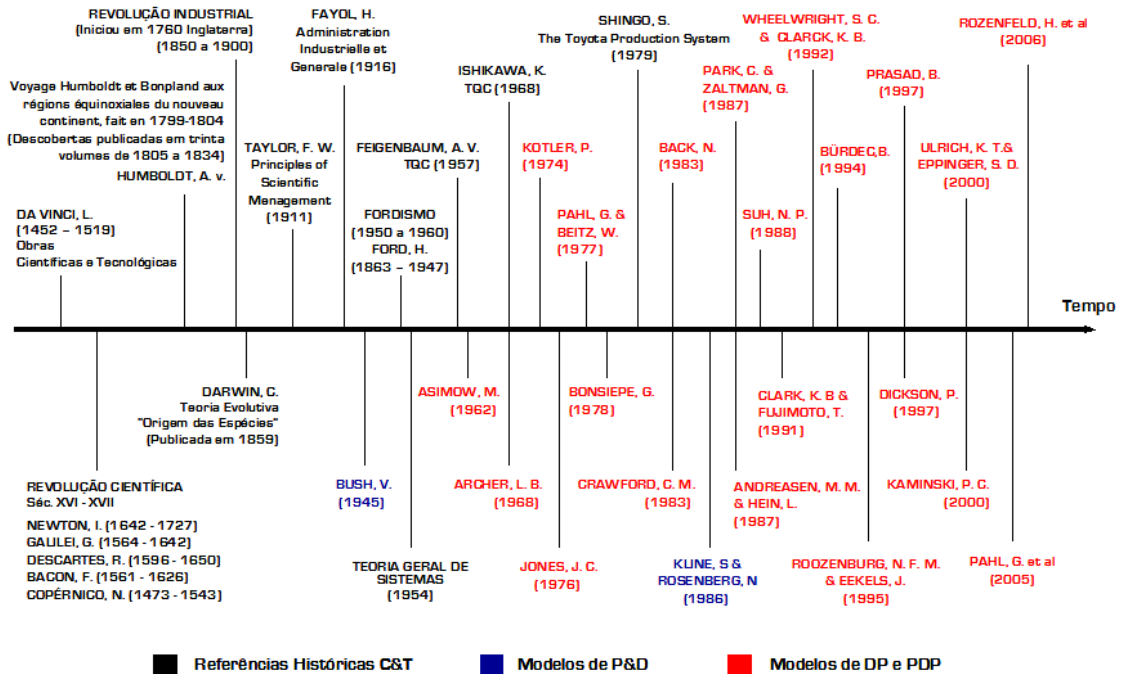 REVOLUÇÃO INDUSTRIAL
(Iniciou em 1760 Inglaterra)
(1850 a 1900)
FAYOL, H.
Administration
Industrielle et
Generale (1916)
SHINGO, S.
The Toyota Production System
(1979)
WHEELWRIGHT, S. C.
& CLARCK, K. B.
(1992)
ROZENFELD, H. et al
(2006)
Voyage Humboldt et Bonpland aux
régions équinoxiales du nouveau
continent, fait en 1799-1804
(Descobertas publicadas em trinta
volumes de 1805 a 1834)
HUMBOLDT, A. v.
ISHIKAWA, K.
TQC (1968)
PARK, C. &
ZALTMAN, G.
(1987)
PRASAD, B.
(1997)
TAYLOR, F. W.
Principles of
Scientific
Menagement
(1911)
FEIGENBAUM, A. V.
TQC (1957)
KOTLER, P.
(1974)
BACK, N.
(1983)
BÜRDEC,B.
(1994)
ULRICH, K. T.&
EPPINGER, S. D.
(2000)
DA VINCI, L.
(1452 – 1519)
Obras
Científicas e Tecnológicas
FORDISMO
(1950 a 1960)
FORD, H.
(1863 – 1947)
PAHL, G. &
BEITZ, W.
(1977)
SUH, N. P.
(1988)
Tempo
DARWIN, C.
Teoria Evolutiva
"Origem das Espécies"
(Publicada em 1859)
ASIMOW, M.
(1962)
BONSIEPE, G.
(1978)
CLARK, K. B &
FUJIMOTO, T.
(1991)
DICKSON, P.
(1997)
REVOLUÇÃO CIENTÍFICA
Séc. XVI - XVII
NEWTON, I. (1642 - 1727)
GALILEI, G. (1564 - 1642)
DESCARTES, R. (1596 - 1650)
BACON, F. (1561 - 1626)
COPÉRNICO, N. (1473 - 1543)
BUSH, V.
(1945)
ARCHER, L. B.
(1968)
CRAWFORD, C. M.
(1983)
ANDREASEN, M. M.
& HEIN, L.
(1987)
KAMINSKI, P. C.
(2000)
TEORIA GERAL DE
SISTEMAS
(1954)
JONES, J. C.
(1976)
KLINE, S &
ROSENBERG, N
(1986)
ROOZENBURG, N. F. M.
& EEKELS, J.
(1995)
PAHL, G. et al
(2005)
Referências Históricas C&T
Modelos de P&D
Modelos de DP e PDP